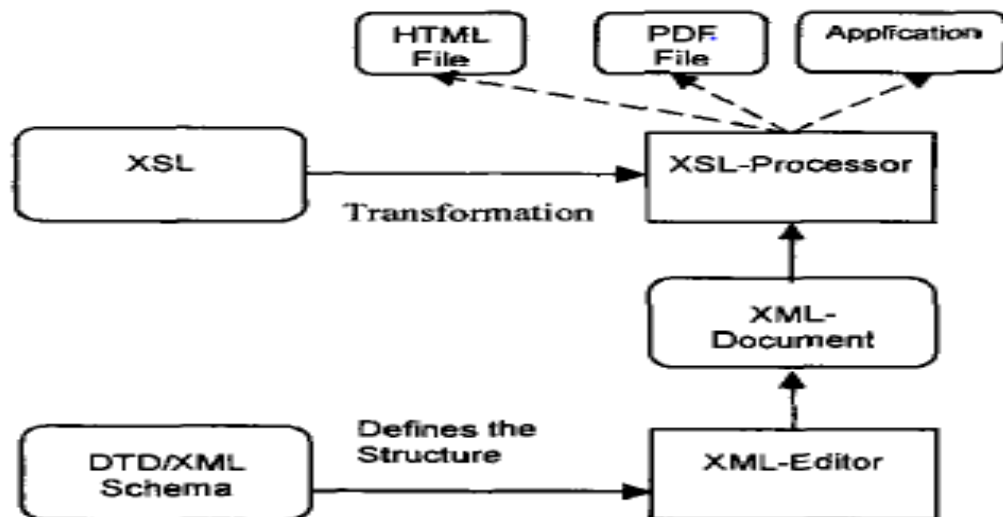 HTML
File
PDF
File
Application
XSL
XSL-Processor
Transformation
XML-
Document
Defines the
Structure
DTD/XML
Schema
XML-Editor